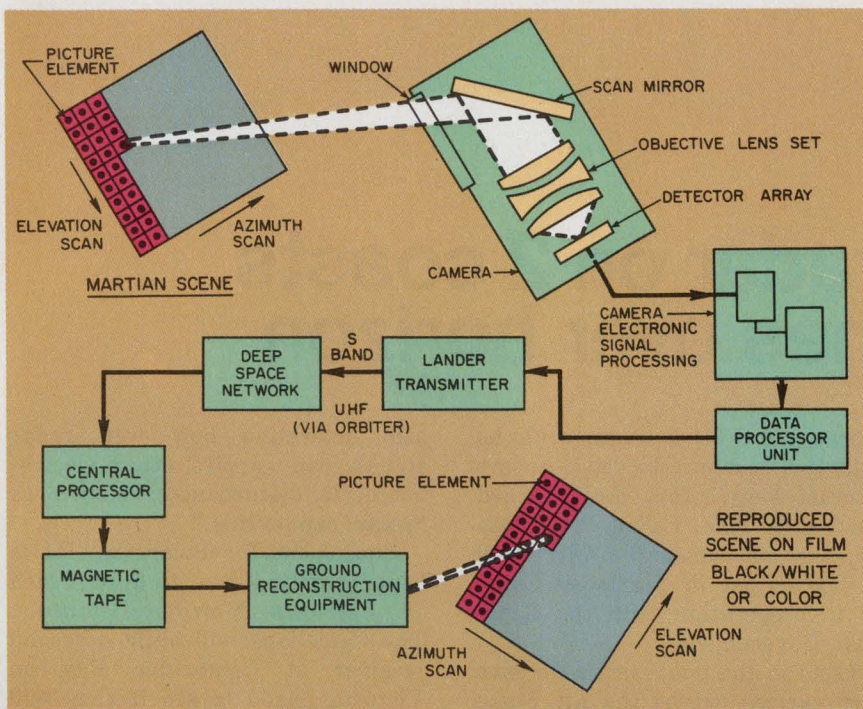 PICTURE
ELEMENT
WINDOW
SCAN MIRROR
OBJECTIVE LENS SET
DETECTOR ARRAY
ELEVATION
SCAN
AZIMUTH
SCAN
MARTIAN SCENE
CAMERA
CAMERA
ELECTRONIC
SIGNAL
PROCESSING
DEEP
SPACE
NETWORK
S
BAND
UHF
(VIA ORBITER)
LANDER
TRANSMITTER
DATA
PROCESSOR
UNIT
CENTRAL
PROCESSOR
PICTURE ELEMENT
REPRODUCED
SCENE ON FILM
BLACK/WHITE
OR COLOR
MAGNETIC
TAPE
GROUND
RECONSTRUCTION
EQUIPMENT
AZIMUTH
SCAN
ELEVATION
SCAN